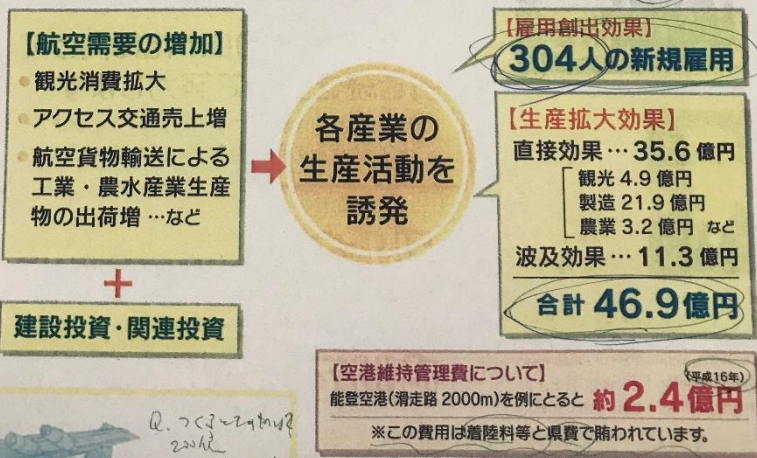 【航空需要の増加】
・観光消費拡大
・アクセス交通売上増
・航空貨物輸送による
工業・農水産業生産
物の出荷増 …など
+
建設投資・関連投資
各産業の
生産活動を
誘発
【雇用創出効果】
304人の新規雇用
【生産拡大効果】
直接効果…35.6億円
観光 4.9億円
製造 21.9億円
農業 3.2億円 など
波及効果…11.3億円
合計 46.9億円
【空港維持管理費について】
(平成16年)
能登空港(滑走路 2000m)を例にとると 約2.4億円
※この費用は着陸料等と県費で賄われています。
Q.